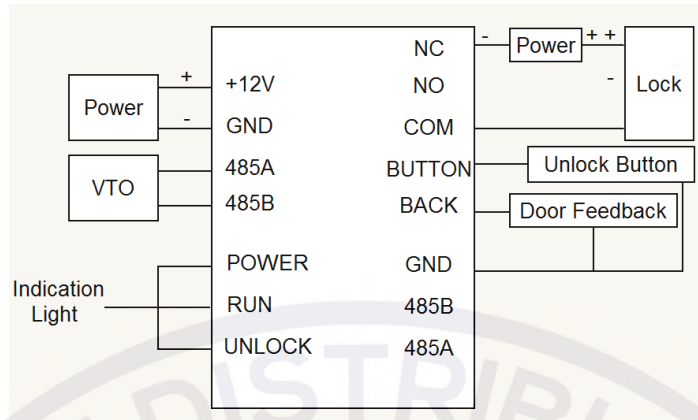 NC
- Power + +
NO
-
Lock
COM
Power
+
+12V
-
GND
BUTTON
Unlock Button
VTO
485A
485B
BACK
Door Feedback
POWER
GND
Indication
Light
RUN
485B
UNLOCK
485A
DISTRIB